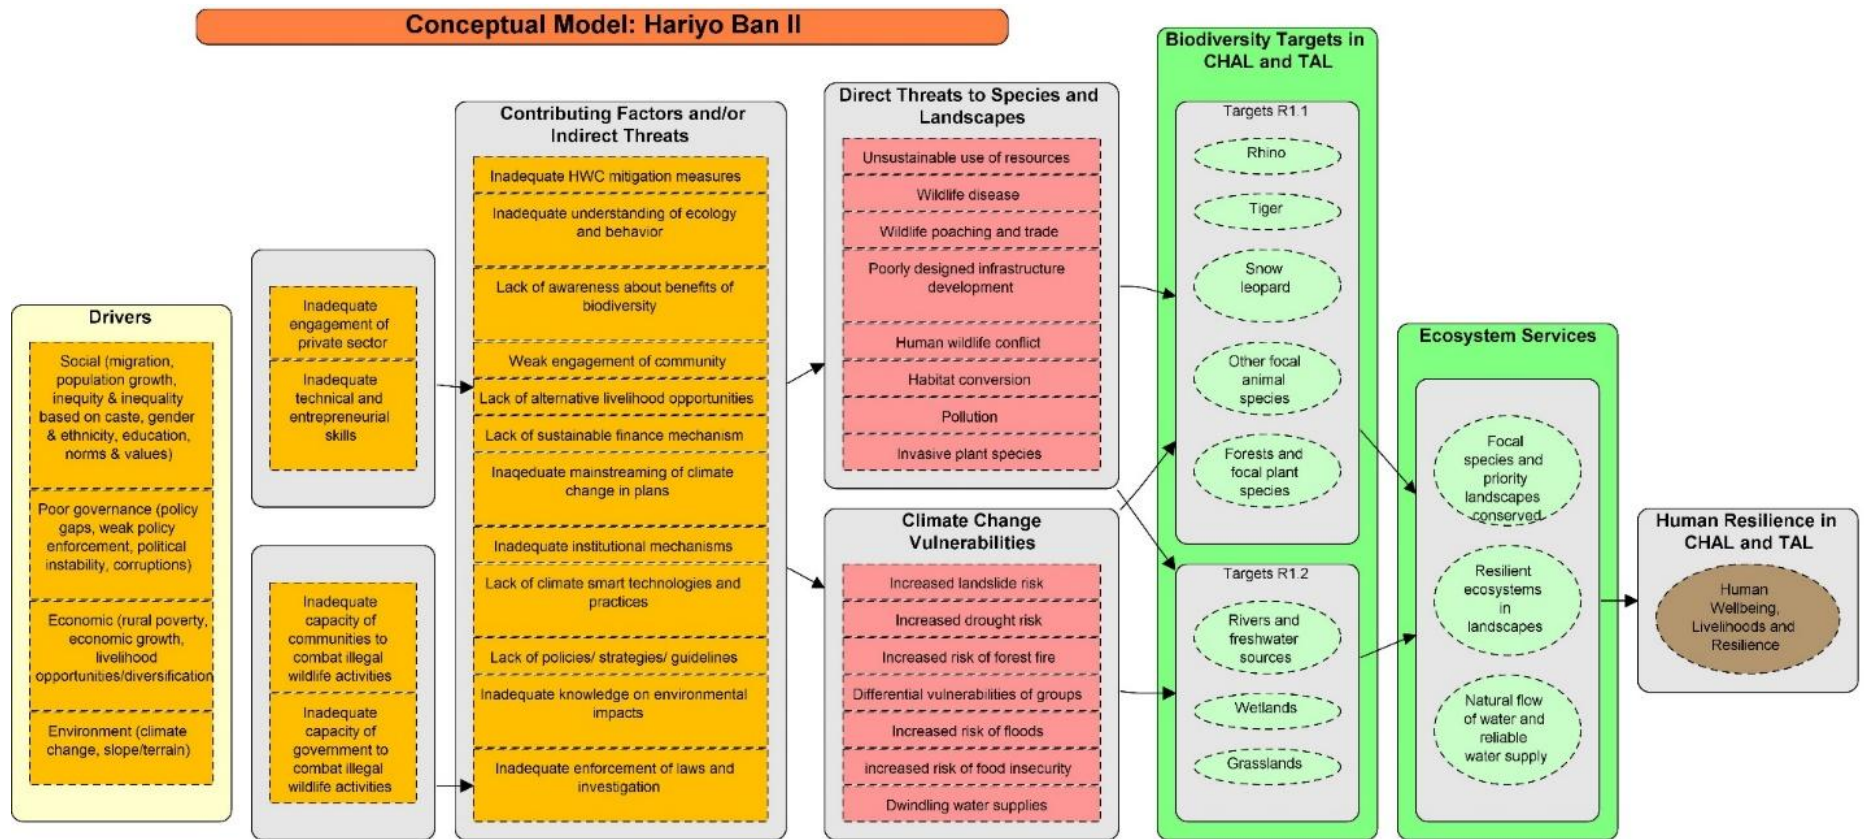 Conceptual Model: Hariyo Ban II
Drivers
Social (migration,
population growth,
inequity & inequality
based on caste, gender
& ethnicity, education,
norms & values)
Poor governance (policy
gaps, weak policy
enforcement, political
instability, corruptions)
Economic (rural poverty,
economic growth,
livelihood
opportunities/diversification
Environment (climate
change, slope/terrain)
Inadequate
engagement of
private sector
Inadequate
technical and
entrepreneurial
skills
Inadequate
capacity of
communities to
combat illegal
wildlife activities
Inadequate
capacity of
government to
combat illegal
wildlife activities
Contributing Factors and/or
Indirect Threats
Inadequate HWC mitigation measures
Inadequate understanding of ecology
and behavior
Lack of awareness about benefits of
biodiversity
Weak engagement of community
Lack of alternative livelihood opportunities
Lack of sustainable finance mechanism
Inaqeduate mainstreaming of climate
change in plans
Inadequate institutional mechanisms
Lack of climate smart technologies and
practices
Lack of policies/ strategies/ guidelines
Inadequate knowledge on environmental
impacts
Inadequate enforcement of laws and
investigation
Direct Threats to Species and
Landscapes
Unsustainable use of resources
Wildlife disease
Wildlife poaching and trade
Poorly designed infrastructure
development
Human wildlife conflict
Habitat conversion
Pollution
Invasive plant species
Climate Change
Vulnerabilities
Increased landslide risk
Increased drought risk
Increased risk of forest fire
Differential vulnerabilities of groups
Increased risk of floods
increased risk of food insecurity
Dwindling water supplies
Biodiversity Targets in
CHAL and TAL
Targets R1.1
Rhino
Tiger
Snow
leopard
Other focal
animal
species
Forests and
focal plant
species
Targets R1.2
Rivers and
freshwater
sources
Wetlands
Grasslands
Ecosystem Services
Focal
species and
priority
landscapes
conserved
Resilient
ecosystems
in
landscapes
Natural flow
of water and
reliable
water supply
Human Resilience in
CHAL and TAL
Human
Wellbeing,
Livelihoods and
Resilience